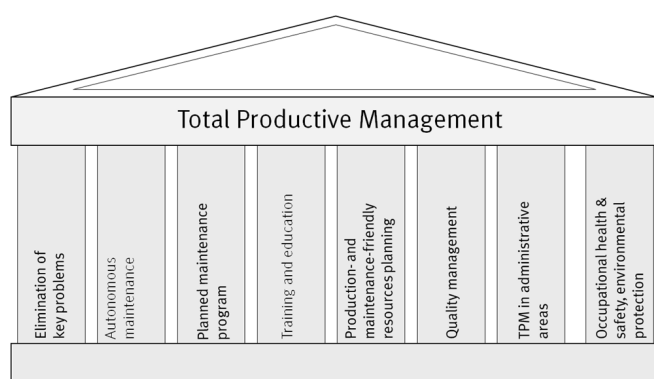 Total Productive Management
Elimination of
key problems
Autonomous
maintenance
Planned maintenance
program
Training and education
Production- and
maintenance-friendly
resources planning
Quality management
TPM in administrative
areas
Occupational health &
safety, environmental
protection